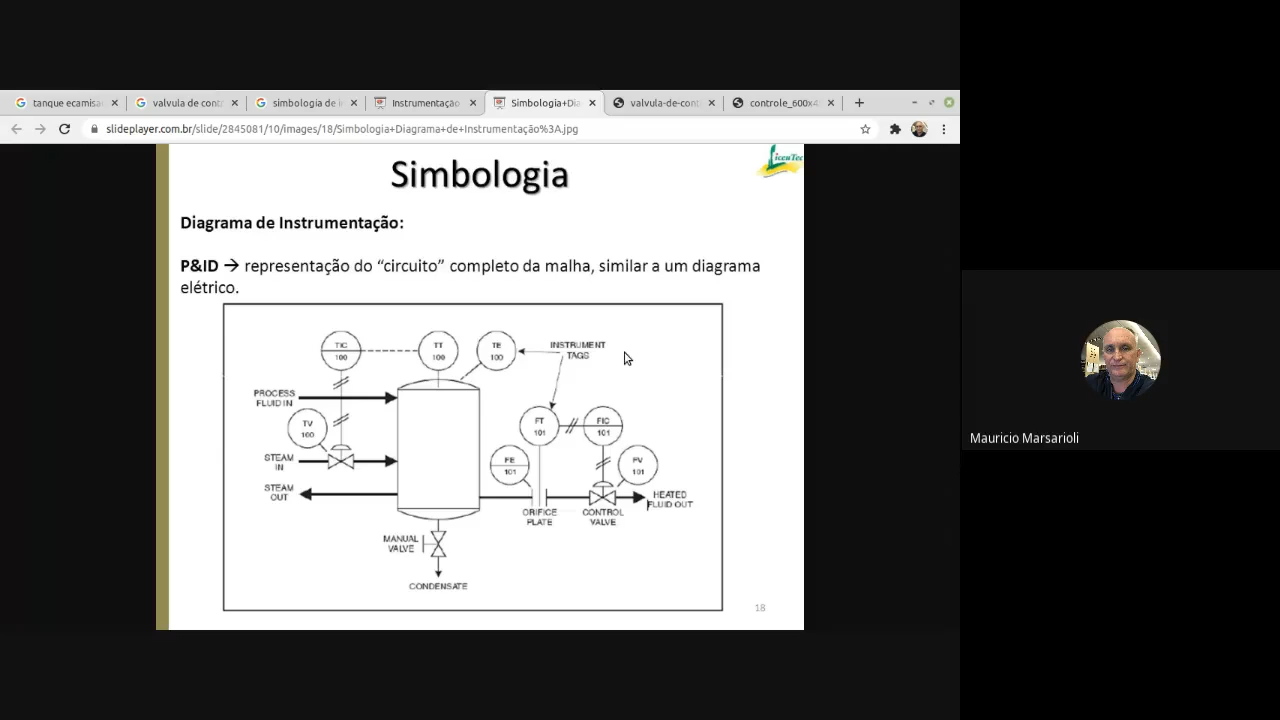 tanque ecamisa
valvula de cont
simbologia de i
Instrumentação
Simbologia+Dia
valvula-de-cont
controle_600x4
slideplayer.com.br/slide/2845081/10/images/18/Simbologia+Diagrama+de+Instrumentação%3A.jpg
Simbologia
LiceuTec
Diagrama de Instrumentação:
P&ID → representação do “circuito” completo da malha, similar a um diagrama
elétrico.
TIC
100
TT
100
TE
100
INSTRUMENT
TAGS
PROCESS
FLUID IN
TV
100
FT
101
FIC
101
STEAM
IN
FE
101
FV
101
STEAM
OUT
HEATED
FLUID OUT
ORIFICE
PLATE
CONTROL
VALVE
MANUAL
VALVE
CONDENSATE
18
Mauricio Marsarioli